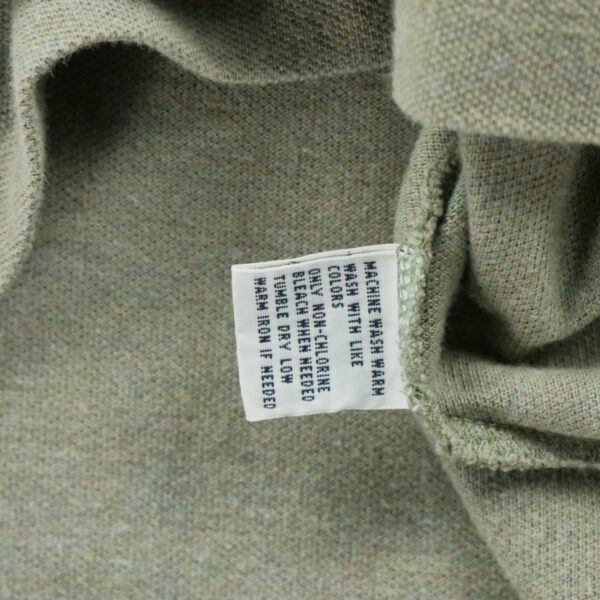 MACHINE WASH WARM
WASH WITH LIKE
COLORS
ONLY NON-CHLORINE
BLEACH WHEN NEEDED
TUMBLE DRY LOW
WARM IRON IF NEEDED